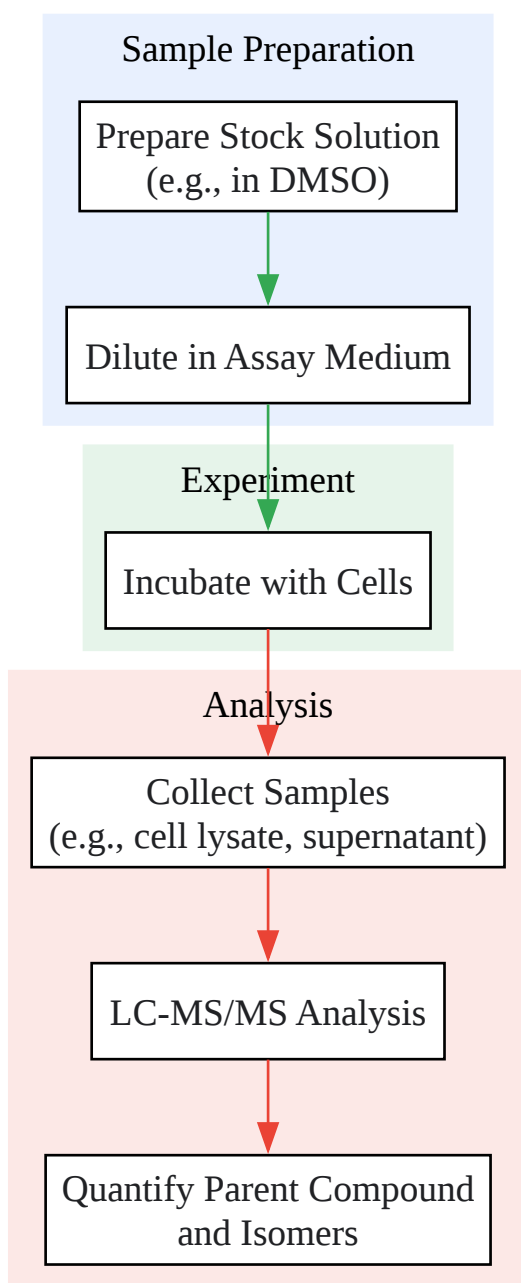 Sample Preparation
Prepare Stock Solution
(e.g., in DMSO)
Dilute in Assay Medium
Experiment
Incubate with Cells
Analysis
Collect Samples
(e.g., cell lysate, supernatant)
LC-MS/MS Analysis
Quantify Parent Compound
and Isomers